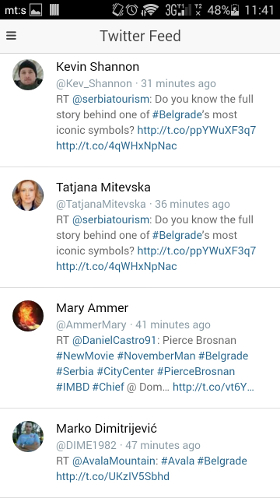 mt:s 3G 48% 11:41
Twitter Feed
Kevin Shannon
@Kev_Shannon · 31 minutes ago
RT @serbiatourism: Do you know the full
story behind one of #Belgrade's most
iconic symbols? http://t.co/ppYWuXF3q7
http://t.co/4qWHxNpNac
Tatjana Mitevska
@TatjanaMitevska · 36 minutes ago
RT @serbiatourism: Do you know the full
story behind one of #Belgrade's most
iconic symbols? http://t.co/ppYWuXF3q7
http://t.co/4qWHxNpNac
Mary Ammer
@AmmerMary · 41 minutes ago
RT @DanielCastro91: Pierce Brosnan
#NewMovie #NovemberMan #Belgrade
#Serbia #CityCenter #PierceBrosnan
#IMBD #Chief @ Dom... http://t.co/vt6Y...
Marko Dimitrijević
@DIME1982 · 47 minutes ago
RT @AvalaMountain: #Avala #Belgrade
http://t.co/UKzIV5Sbhd